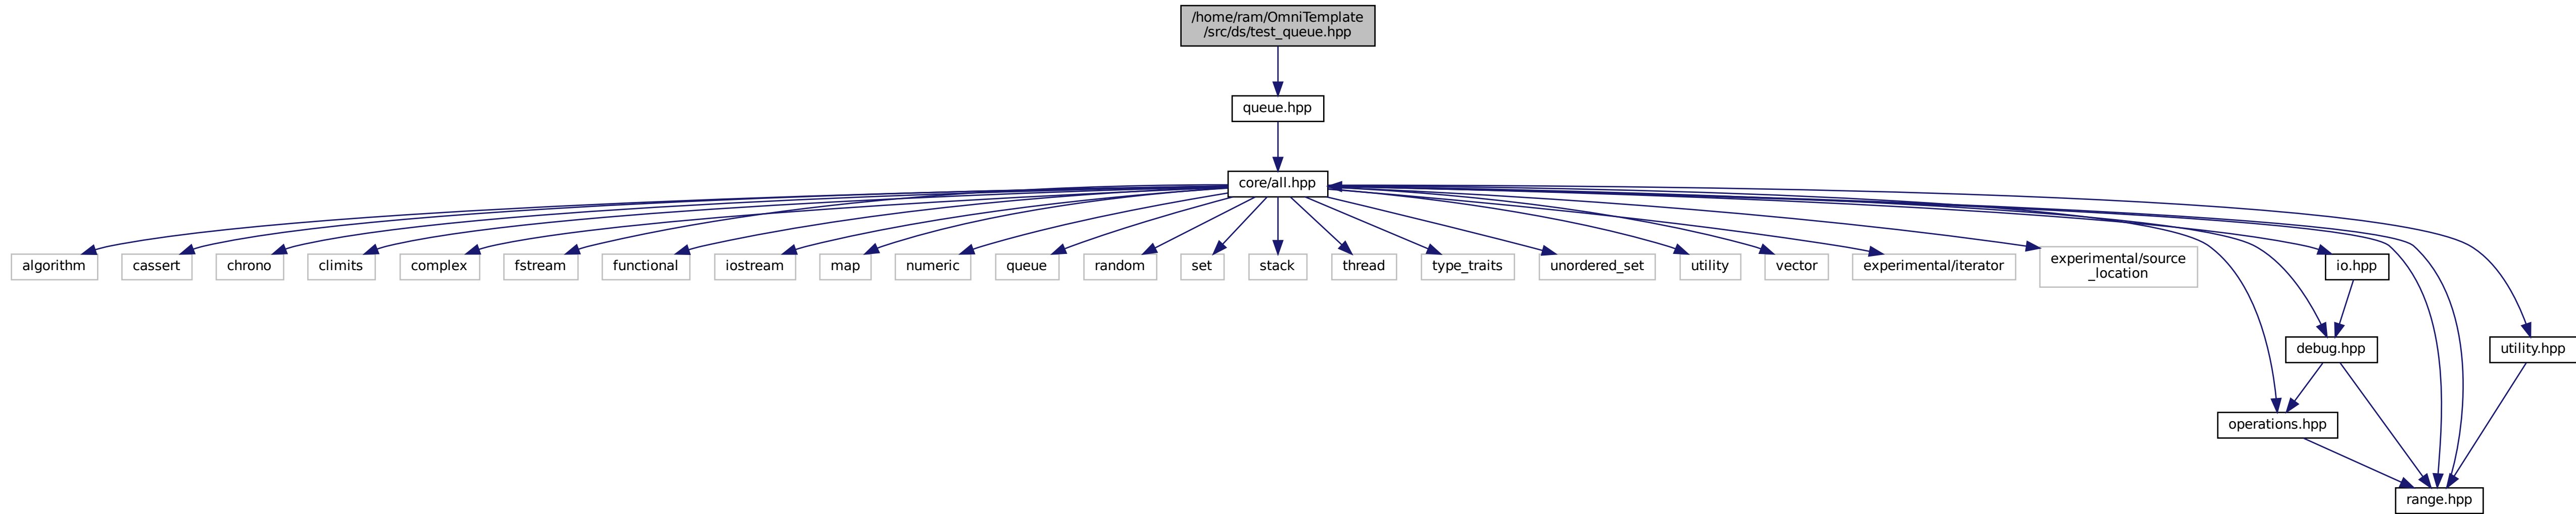 /home/ram/OmniTemplate
/src/ds/test_queue.hpp
queue.hpp
core/all.hpp
algorithm
cassert
chrono
climits
complex
fstream
functional
iostream
map
numeric
queue
random
set
stack
thread
type_traits
unordered_set
utility
vector
experimental/iterator
experimental/source
_location
io.hpp
debug.hpp
utility.hpp
operations.hpp
range.hpp